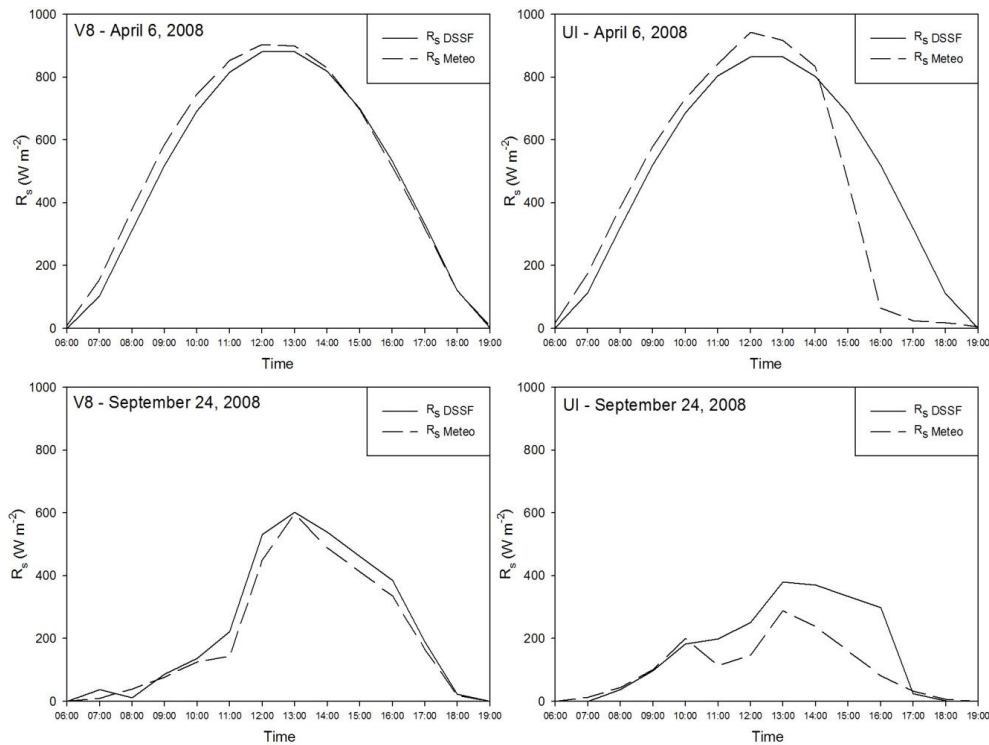 V8 - April 6, 2008
Rs DSSF
Rs Meteo
1000
800
600
400
200
0
Rs (W m-2)
06:00 07:00 08:00 09:00 10:00 11:00 12:00 13:00 14:00 15:00 16:00 17:00 18:00 19:00
Time
UI - April 6, 2008
Rs DSSF
Rs Meteo
1000
800
600
400
200
0
Rs (W m-2)
06:00 07:00 08:00 09:00 10:00 11:00 12:00 13:00 14:00 15:00 16:00 17:00 18:00 19:00
Time
V8 - September 24, 2008
Rs DSSF
Rs Meteo
1000
800
600
400
200
0
Rs (W m-2)
06:00 07:00 08:00 09:00 10:00 11:00 12:00 13:00 14:00 15:00 16:00 17:00 18:00 19:00
Time
UI - September 24, 2008
Rs DSSF
Rs Meteo
1000
800
600
400
200
0
Rs (W m-2)
06:00 07:00 08:00 09:00 10:00 11:00 12:00 13:00 14:00 15:00 16:00 17:00 18:00 19:00
Time